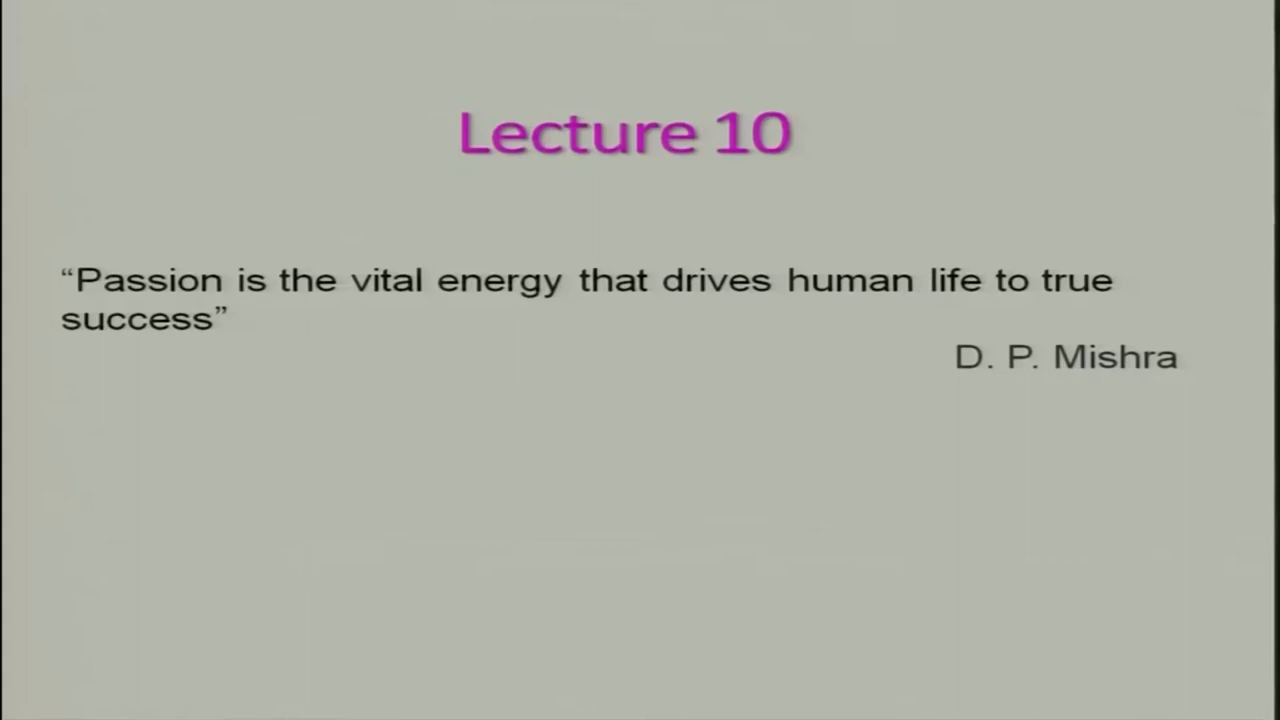 Lecture 10
“Passion is the vital energy that drives human life to true
success”
D. P. Mishra